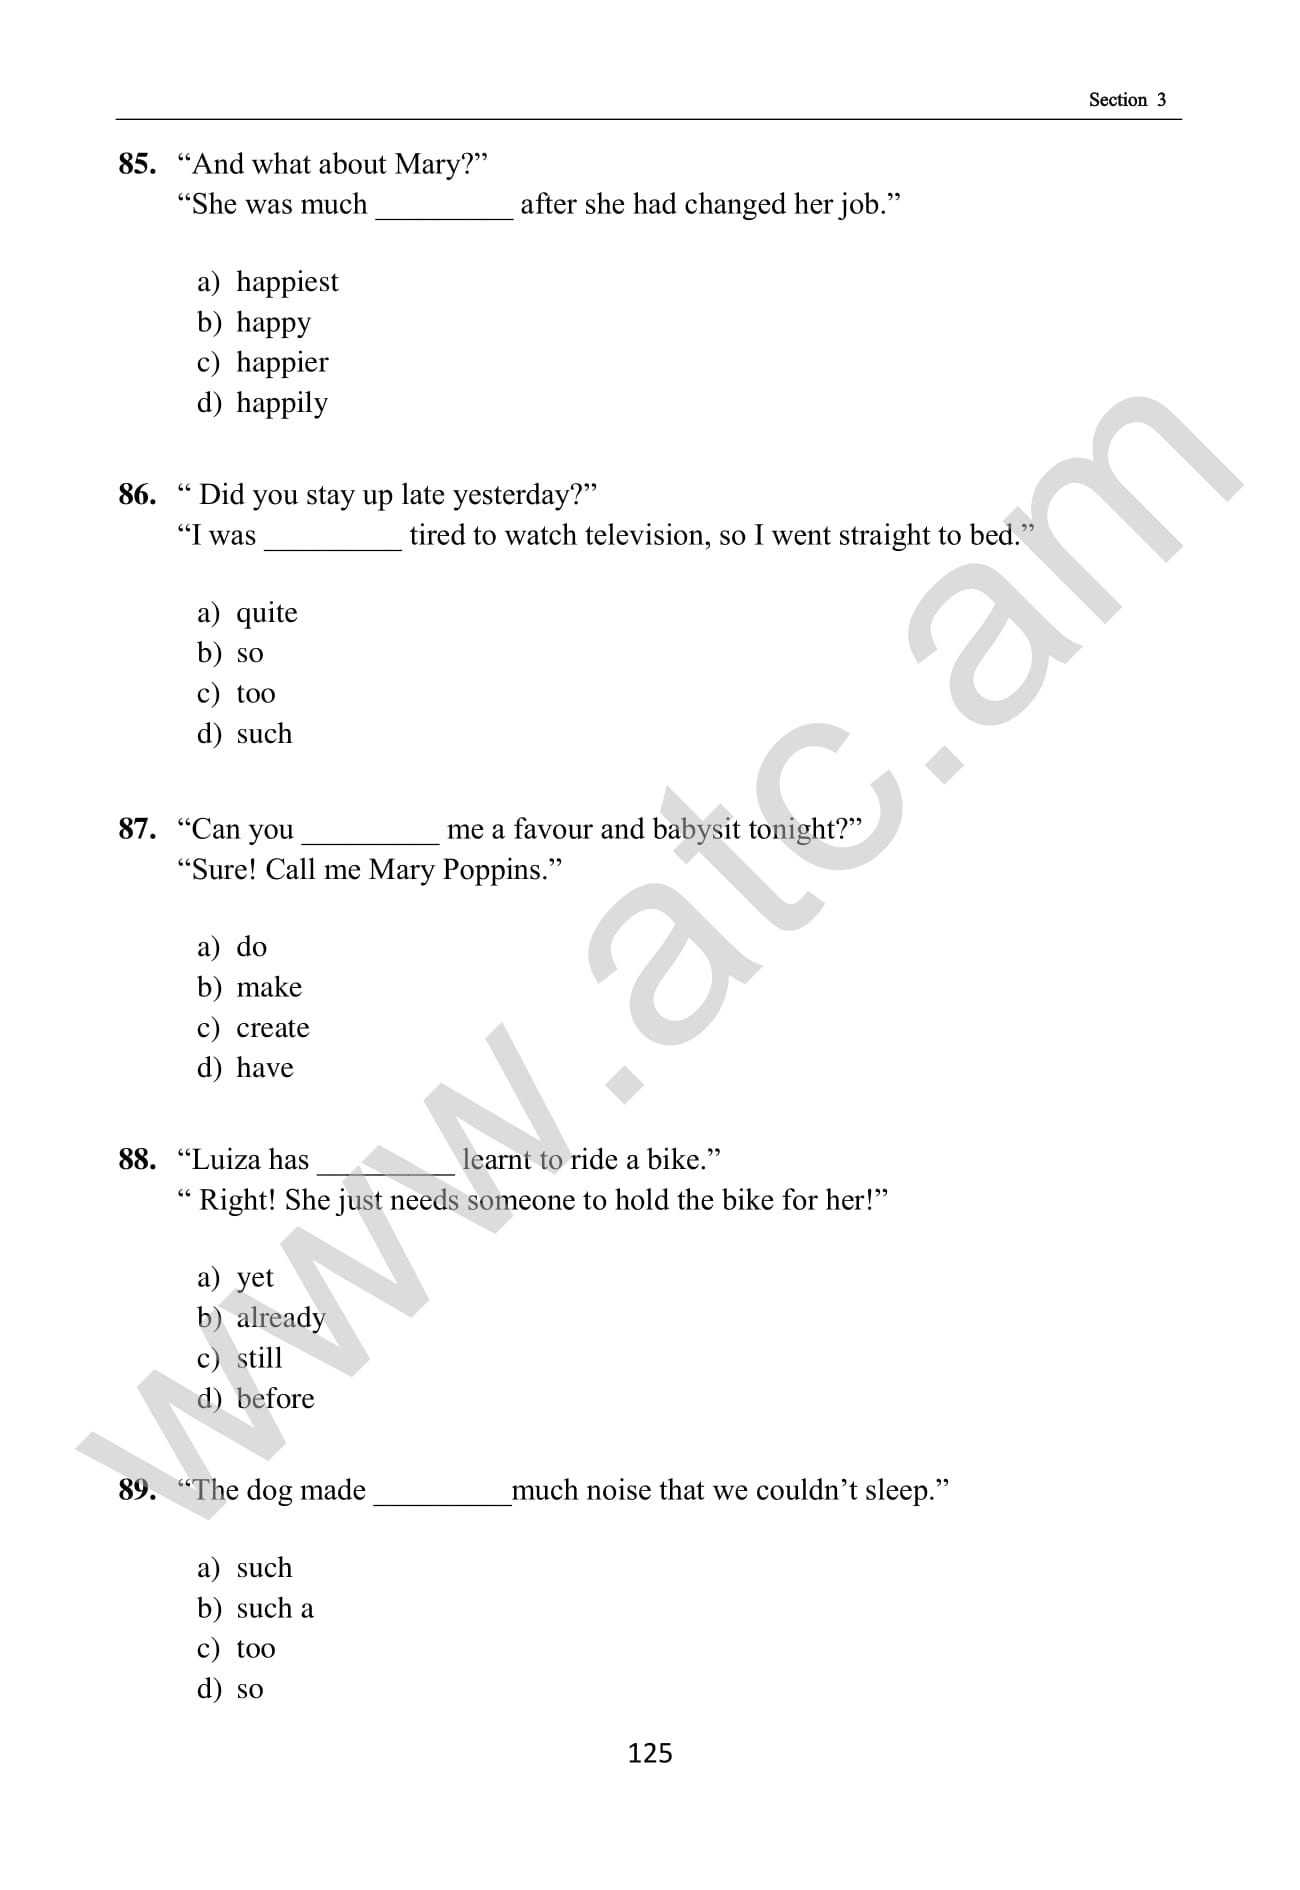 Section 3
85. “And what about Mary?”
“She was much _________ after she had changed her job.”
a) happiest
b) happy
c) happier
d) happily
86. “ Did you stay up late yesterday?”
“I was _________ tired to watch television, so I went straight to bed.”
a) quite
b) so
c) too
d) such
87. “Can you _________ me a favour and babysit tonight?”
“Sure! Call me Mary Poppins.”
a) do
b) make
c) create
d) have
88. “Luiza has _________ learnt to ride a bike.”
“ Right! She just needs someone to hold the bike for her!”
a) yet
b) already
c) still
d) before
89. “The dog made _________much noise that we couldn’t sleep.”
a) such
b) such a
c) too
d) so
125
www.atc.am